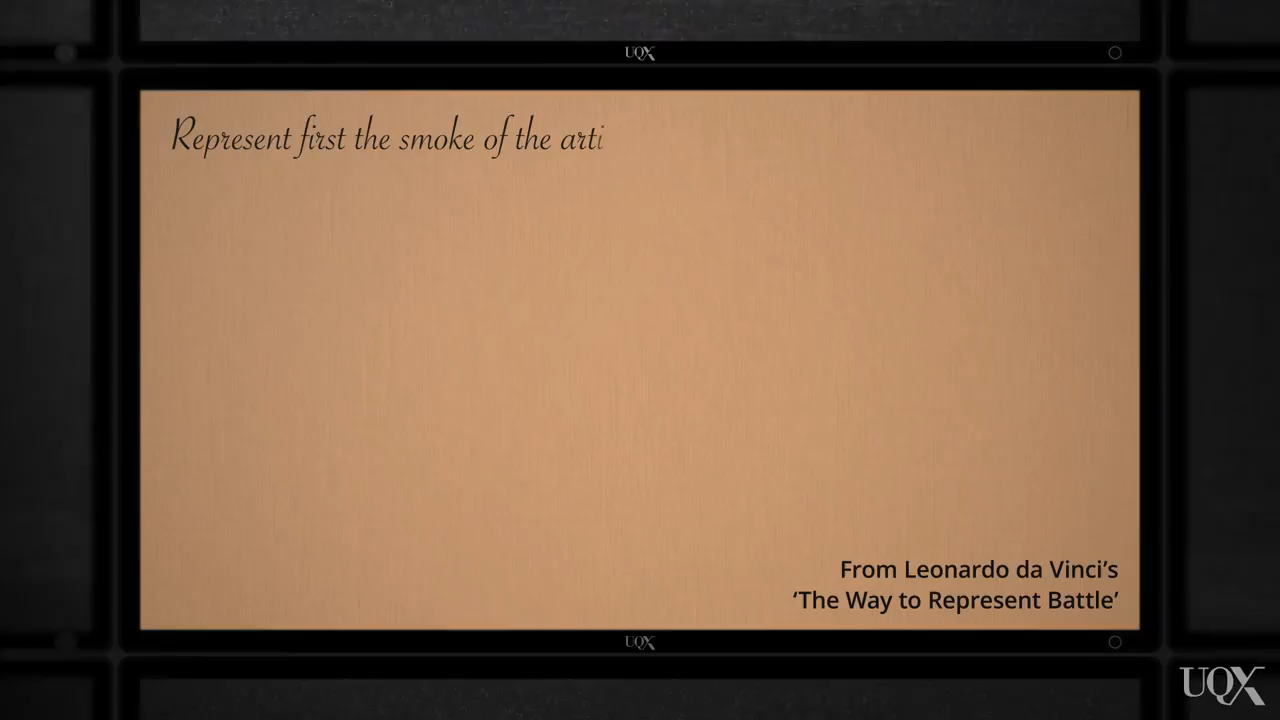 UQX
Represent first the smoke of the arti
From Leonardo da Vinci’s
‘The Way to Represent Battle’
UQX
UQX